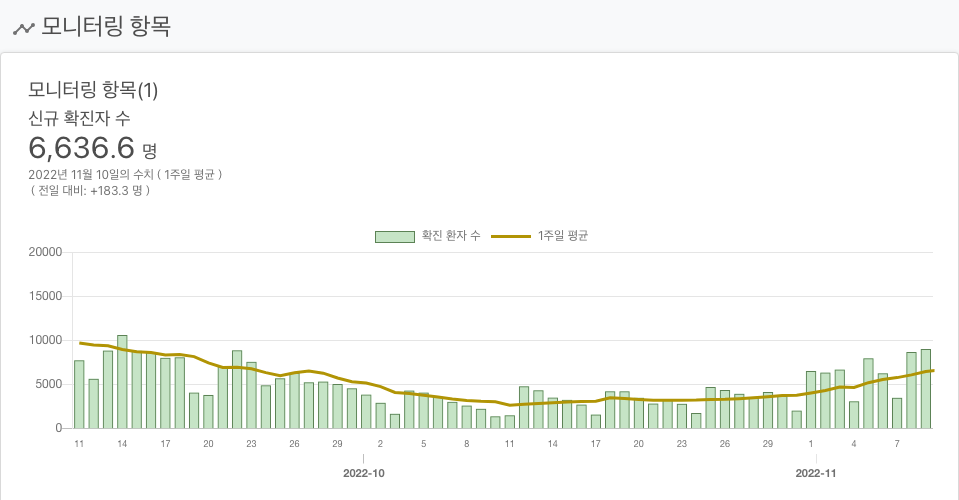 모니터링 항목
모니터링 항목(1)
신규 확진자 수
6,636.6 명
2022년 11월 10일의 수치 ( 1주일 평균 )
( 전일 대비: +183.3 명 )
확진 환자 수 1주일 평균
20000
15000
10000
5000
0
11 14 17 20 23 26 29 2 5 8 11 14 17 20 23 26 29 1 4 7
2022-10 2022-11